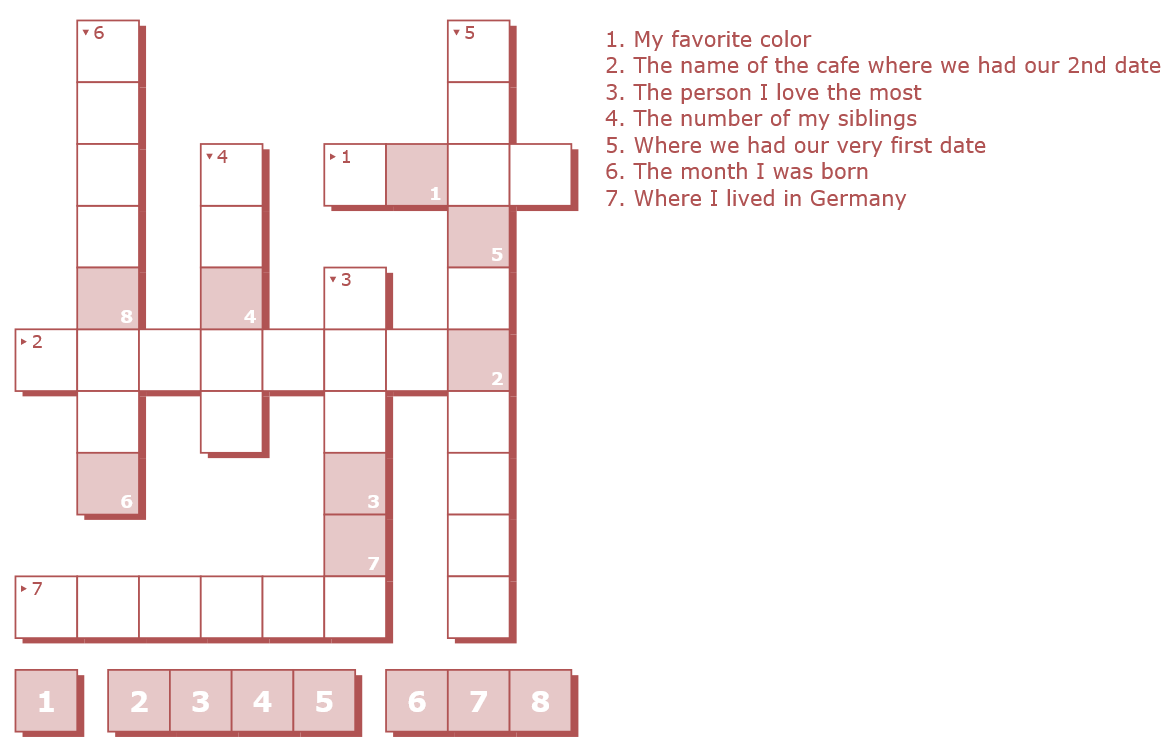 6
5
1. My favorite color
2. The name of the cafe where we had our 2nd date
3. The person I love the most
4. The number of my siblings
5. Where we had our very first date
6. The month I was born
7. Where I lived in Germany
4
1
1
5
3
8
4
2
2
6
3
7
7
1 2 3 4 5 6 7 8